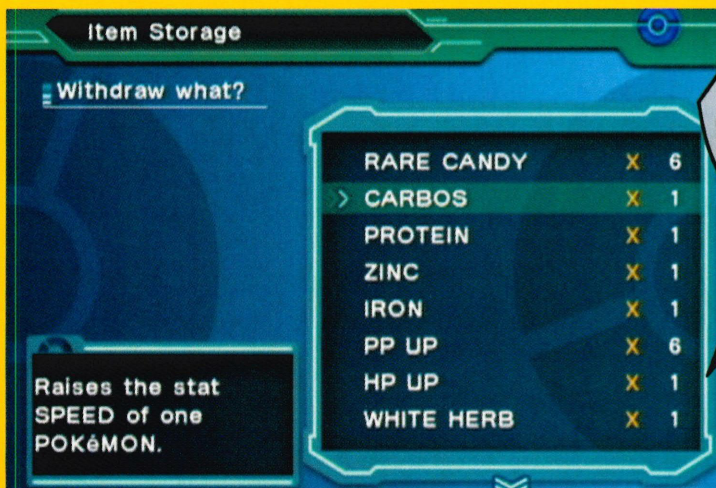 Item Storage
Withdraw what?
RARE CANDY X 6
CARBOS X 1
PROTEIN X 1
ZINC X 1
IRON X 1
PP UP X 6
HP UP X 1
WHITE HERB X 1
Raises the stat
SPEED of one
POKéMON.